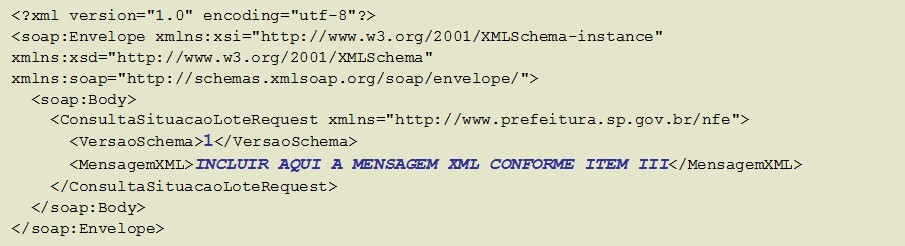 <?xml version="1.0" encoding="utf-8"?>
<soap:Envelope xmlns:xsi="http://www.w3.org/2001/XMLSchema-instance"
xmlns:xsd="http://www.w3.org/2001/XMLSchema"
xmlns:soap="http://schemas.xmlsoap.org/soap/envelope/">
  <soap:Body>
    <ConsultaSituacaoLoteRequest xmlns="http://www.prefeitura.sp.gov.br/nfe">
      <VersaoSchema>1</VersaoSchema>
      <MensagemXML>INCLUIR AQUI A MENSAGEM XML CONFORME ITEM III</MensagemXML>
    </ConsultaSituacaoLoteRequest>
  </soap:Body>
</soap:Envelope>